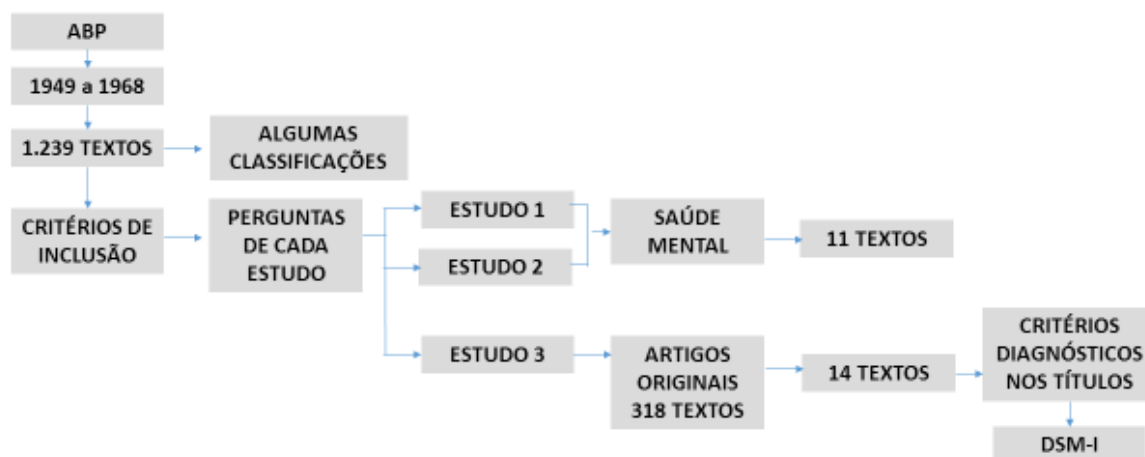 ABP
1949 a 1968
1.239 TEXTOS
ALGUMAS
CLASSIFICAÇÕES
CRITÉRIOS DE
INCLUSÃO
PERGUNTAS
DE CADA
ESTUDO
ESTUDO 1
ESTUDO 2
SAÚDE
MENTAL
11 TEXTOS
ESTUDO 3
ARTIGOS
ORIGINAIS
318 TEXTOS
14 TEXTOS
CRITÉRIOS
DIAGNÓSTICOS
NOS TÍTULOS
DSM-I